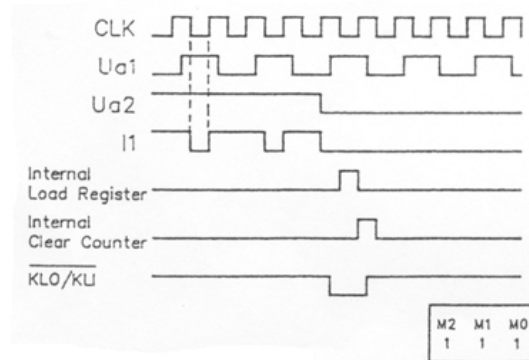 CLK
Ua1
Ua2
I1
Internal
Load Register
Internal
Clear Counter
KLO/KLI
M2 M1 M0
1 1 1